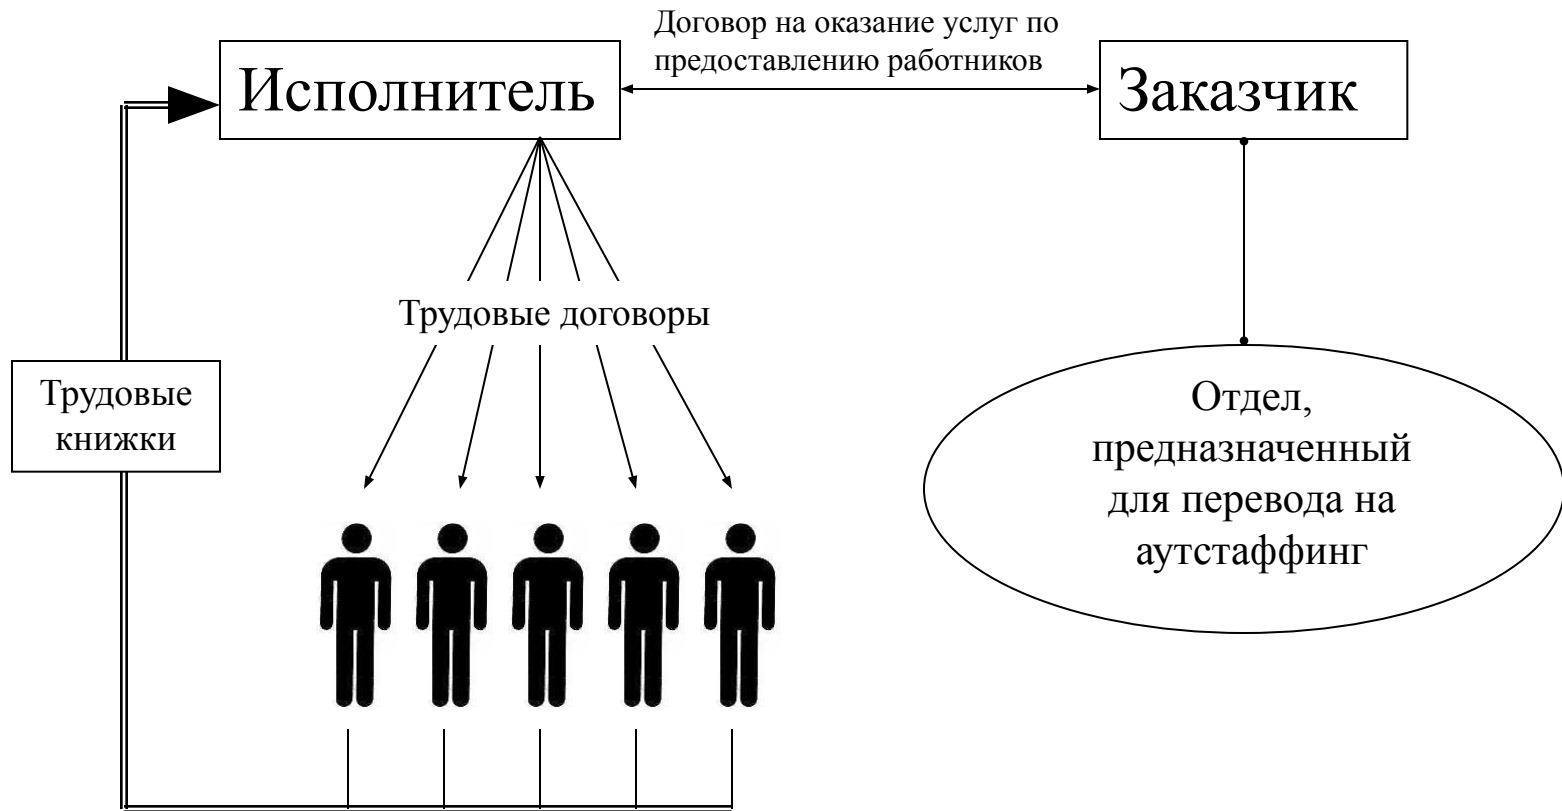 Договор на оказание услуг по
предоставлению работников
Исполнитель
Заказчик
Трудовые договоры
Трудовые
книжки
Отдел,
предназначенный
для перевода на
аутстаффинг